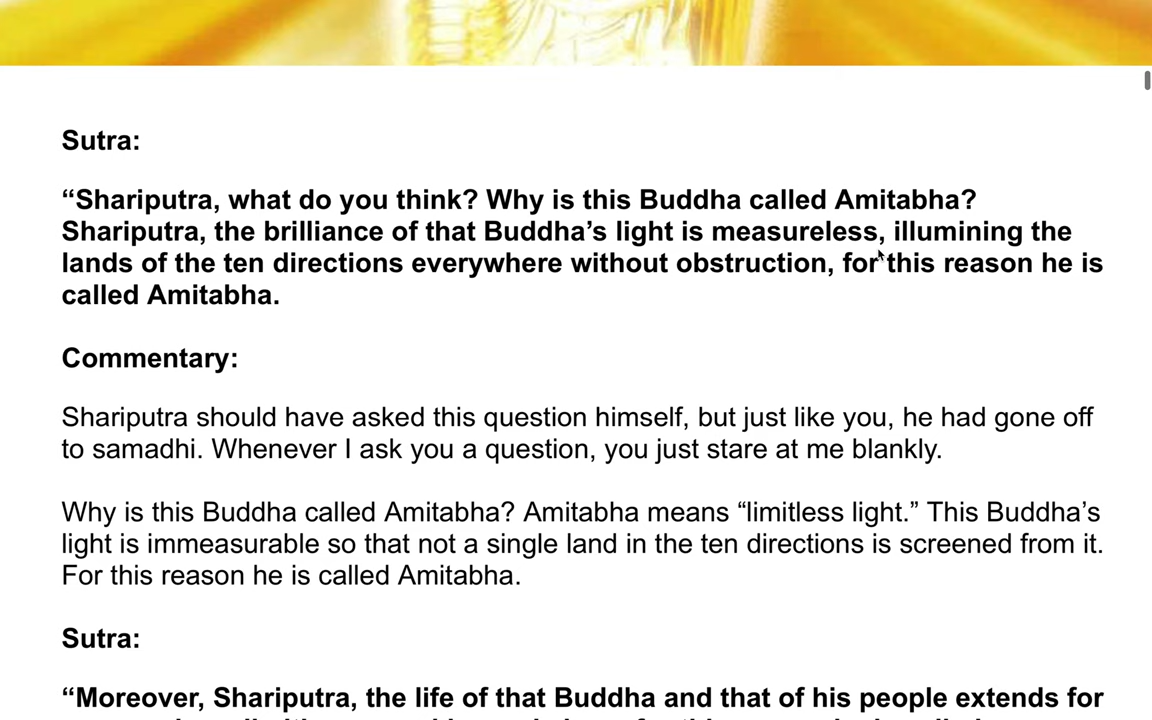 Sutra:
“Shariputra, what do you think? Why is this Buddha called Amitabha?
Shariputra, the brilliance of that Buddha’s light is measureless, illumining the
lands of the ten directions everywhere without obstruction, for this reason he is
called Amitabha.
Commentary:
Shariputra should have asked this question himself, but just like you, he had gone off
to samadhi. Whenever I ask you a question, you just stare at me blankly.
Why is this Buddha called Amitabha? Amitabha means “limitless light.” This Buddha’s
light is immeasurable so that not a single land in the ten directions is screened from it.
For this reason he is called Amitabha.
Sutra:
“Moreover, Shariputra, the life of that Buddha and that of his people extends for